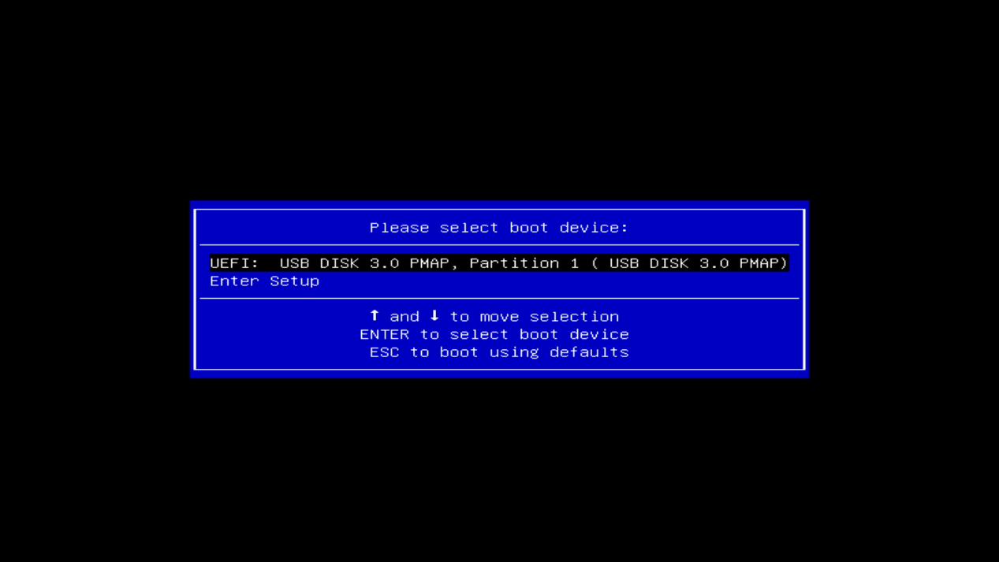 Please select boot device:
UEFI:  USB DISK 3.0 PMAP, Partition 1 ( USB DISK 3.0 PMAP)
Enter Setup
↑ and ↓ to move selection
ENTER to select boot device
ESC to boot using defaults